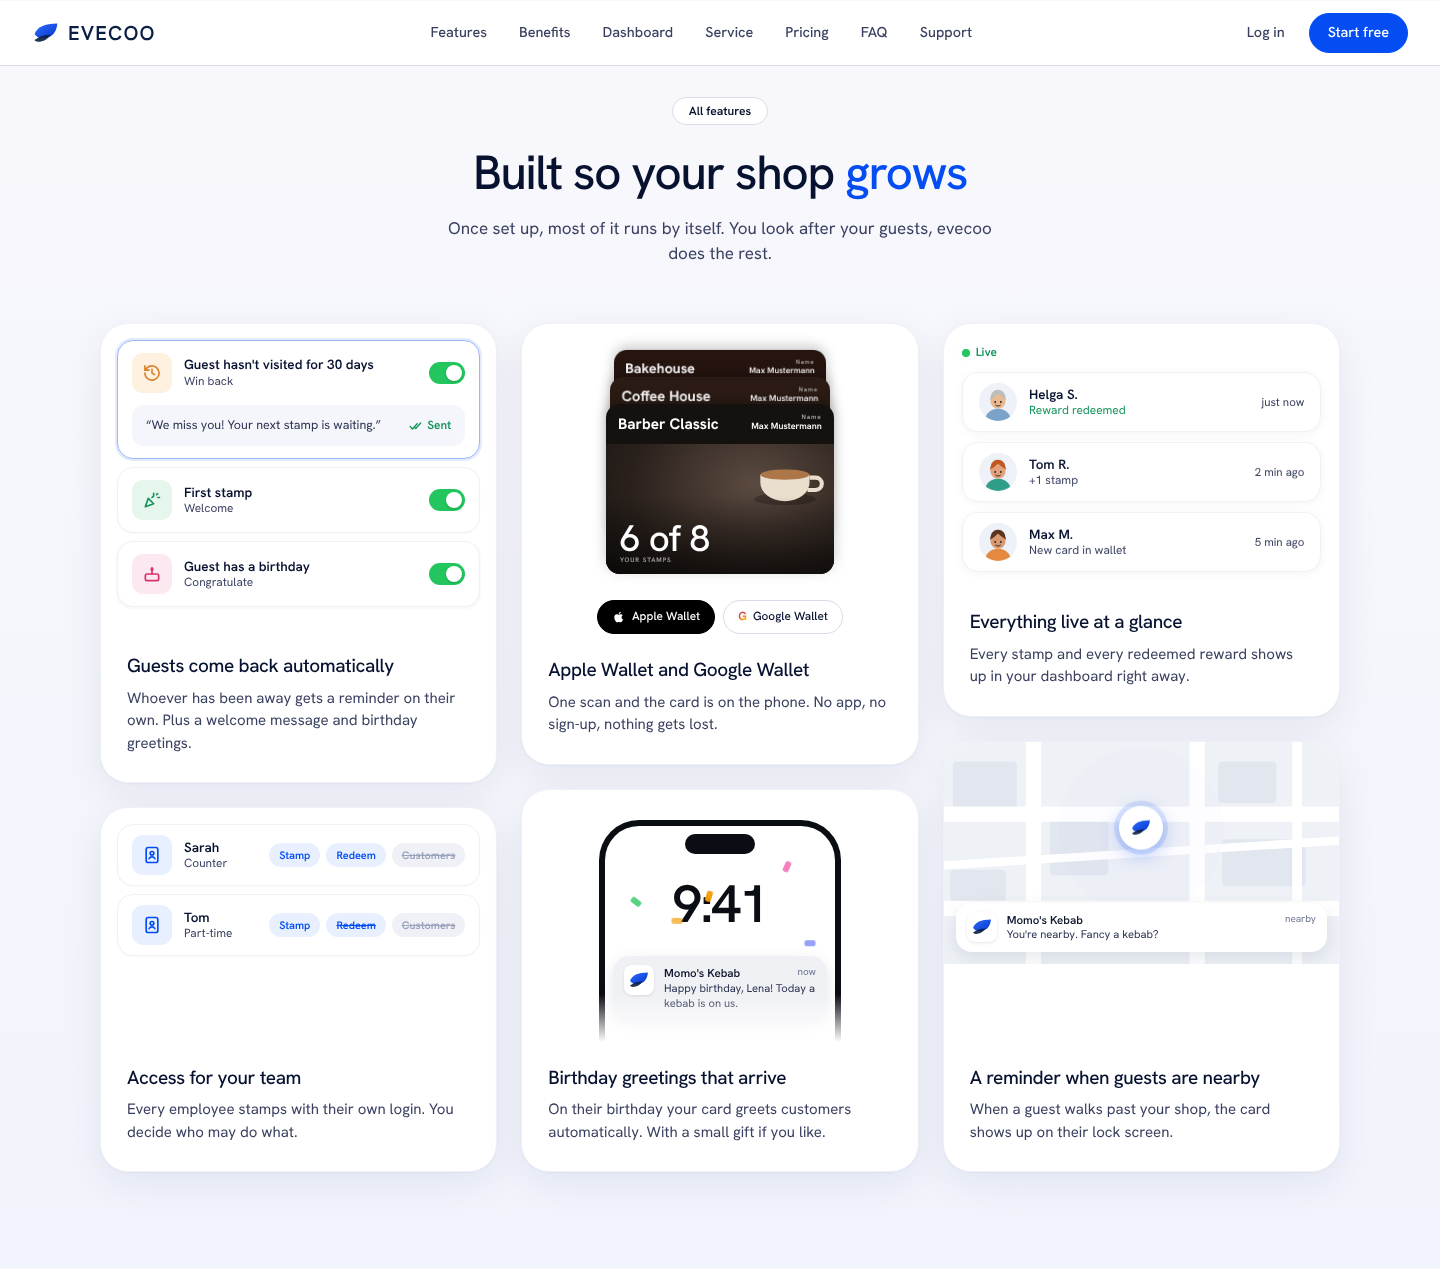 EVECOO
Features
Benefits
Dashboard
Service
Pricing
FAQ
Support
Log in
Start free
All features
Built so your shop grows
Once set up, most of it runs by itself. You look after your guests, evecoo
does the rest.
Guest hasn't visited for 30 days
Win back
“We miss you! Your next stamp is waiting.”
Sent
First stamp
Welcome
Guest has a birthday
Congratulate
Guests come back automatically
Whoever has been away gets a reminder on their
own. Plus a welcome message and birthday
greetings.
Bakehouse
Name
Max Mustermann
Coffee House
Name
Max Mustermann
Barber Classic
Name
Max Mustermann
6 of 8
YOUR STAMPS
Apple Wallet
G Google Wallet
Apple Wallet and Google Wallet
One scan and the card is on the phone. No app, no
sign-up, nothing gets lost.
Live
Helga S.
Reward redeemed
just now
Tom R.
+1 stamp
2 min ago
Max M.
New card in wallet
5 min ago
Everything live at a glance
Every stamp and every redeemed reward shows
up in your dashboard right away.
Sarah
Counter
Stamp
Redeem
Customers
Tom
Part-time
Stamp
Redeem
Customers
Access for your team
Every employee stamps with their own login. You
decide who may do what.
9:41
Momo's Kebab
now
Happy birthday, Lena! Today a
kebab is on us.
Birthday greetings that arrive
On their birthday your card greets customers
automatically. With a small gift if you like.
Momo's Kebab
nearby
You're nearby. Fancy a kebab?
A reminder when guests are nearby
When a guest walks past your shop, the card
shows up on their lock screen.